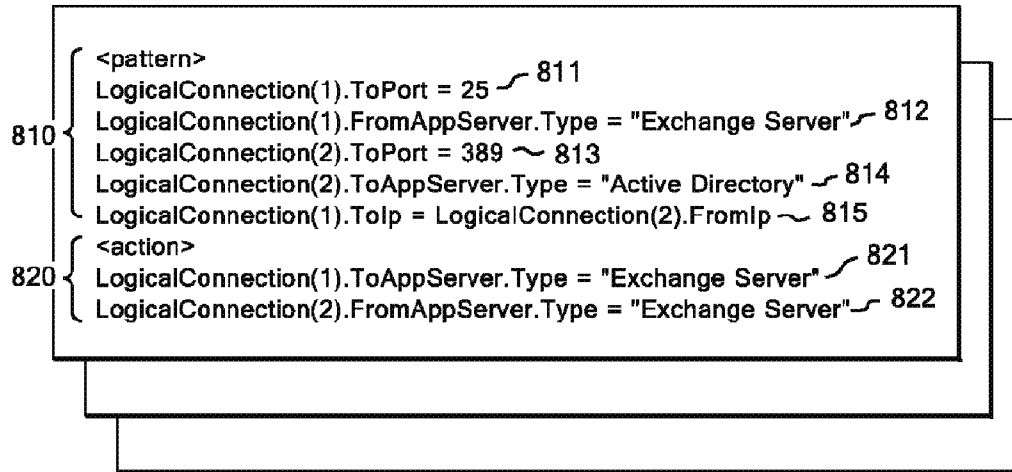 <pattern>
LogicalConnection(1).ToPort = 25 811
LogicalConnection(1).FromAppServer.Type = "Exchange Server" 812
810
LogicalConnection(2).ToPort = 389 813
LogicalConnection(2).ToAppServer.Type = "Active Directory" 814
LogicalConnection(1).ToIp = LogicalConnection(2).FromIp 815
<action>
820
LogicalConnection(1).ToAppServer.Type = "Exchange Server" 821
LogicalConnection(2).FromAppServer.Type = "Exchange Server" 822